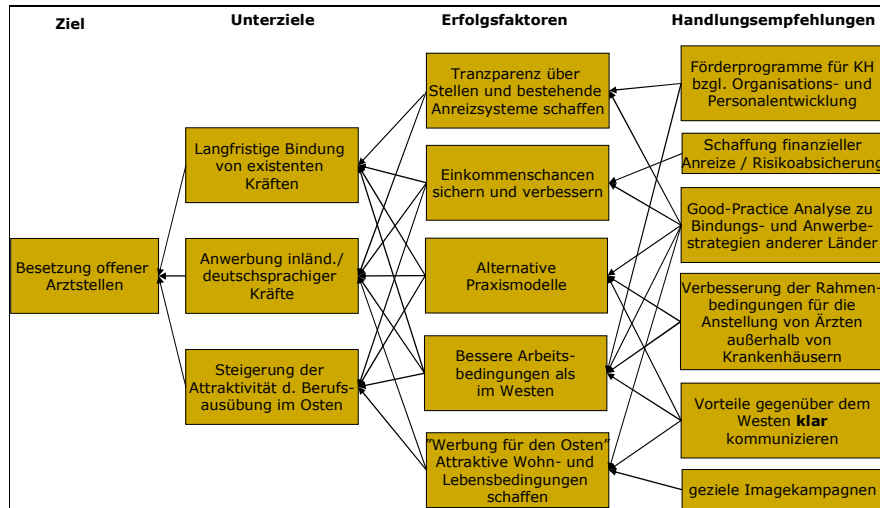 Ziel
Unterziele
Erfolgsfaktoren
Handlungsempfehlungen
Besetzung offener
Arztstellen
Langfristige Bindung
von existenten
Kräften
Anwerbung inländ./
deutschsprachiger
Kräfte
Steigerung der
Attraktivität d. Berufs-
ausübung im Osten
Tranzparenz über
Stellen und bestehende
Anreizsysteme schaffen
Einkommenschancen
sichern und verbessern
Alternative
Praxismodelle
Bessere Arbeits-
bedingungen als
im Westen
”Werbung für den Osten”
Attraktive Wohn- und
Lebensbedingungen
schaffen
Förderprogramme für KH
bzgl. Organisations- und
Personalentwicklung
Schaffung finanzieller
Anreize / Risikoabsicherung
Good-Practice Analyse zu
Bindungs- und Anwerbe-
strategien anderer Länder
Verbesserung der Rahmen-
bedingungen für die
Anstellung von Ärzten
außerhalb von
Krankenhäusern
Vorteile gegenüber dem
Westen klar
kommunizieren
geziele Imagekampagnen